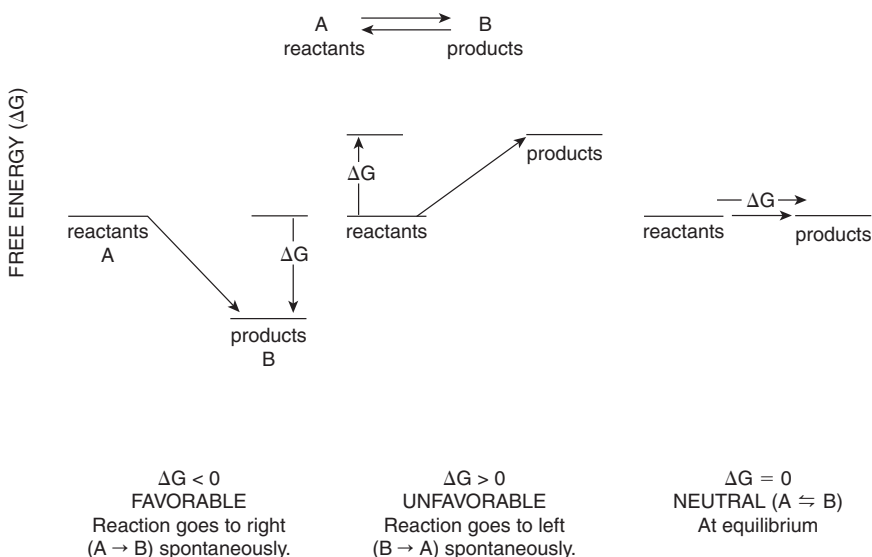 A B
reactants products
FREE ENERGY (ΔG)
reactants
A
ΔG
products
B
ΔG
reactants
products
ΔG
reactants
products
ΔG < 0
FAVORABLE
Reaction goes to right
(A → B) spontaneously.
ΔG > 0
UNFAVORABLE
Reaction goes to left
(B → A) spontaneously.
ΔG = 0
NEUTRAL (A ⇋ B)
At equilibrium